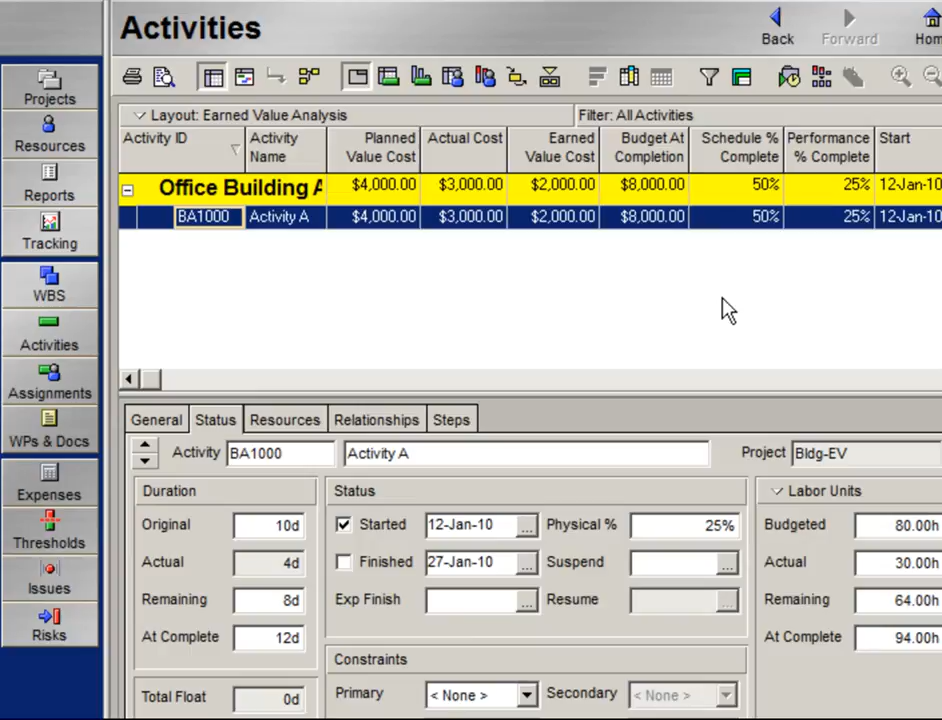 Activities
Back
Forward
Hom
Projects
Resources
Reports
Tracking
WBS
Activities
Assignments
WPs & Docs
Expenses
Thresholds
Issues
Risks
Layout: Earned Value Analysis
Filter: All Activities
Activity ID
Activity Name
Planned Value Cost
Actual Cost
Earned Value Cost
Budget At Completion
Schedule % Complete
Performance % Complete
Start
Office Building A $4,000.00 $3,000.00 $2,000.00 $8,000.00 50% 25% 12-Jan-10
BA1000 Activity A $4,000.00 $3,000.00 $2,000.00 $8,000.00 50% 25% 12-Jan-10
General Status Resources Relationships Steps
Activity BA1000 Activity A Project Bldg-EV
Duration
Original 10d
Actual 4d
Remaining 8d
At Complete 12d
Total Float 0d
Status
Started 12-Jan-10 ... Physical % 25%
Finished 27-Jan-10 ... Suspend ...
Exp Finish ... Resume ...
Constraints
Primary < None > Secondary < None >
Labor Units
Budgeted 80.00h
Actual 30.00h
Remaining 64.00h
At Complete 94.00h